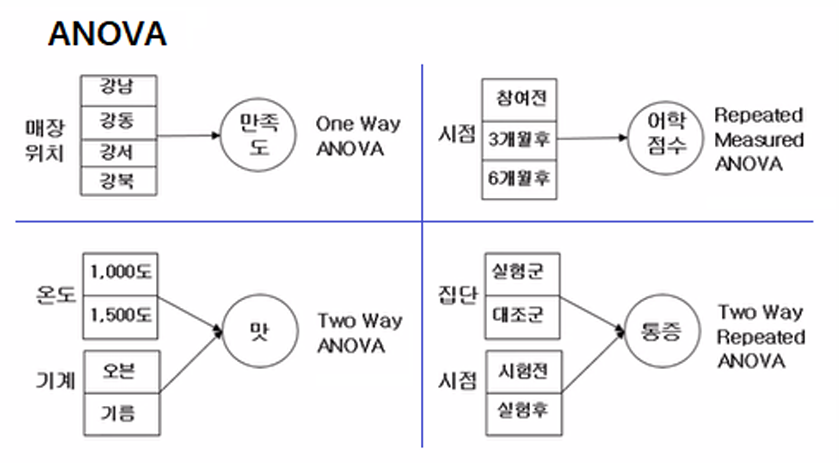 ANOVA
매장
위치
강남
강동
강서
강북
만족
도
One Way
ANOVA
시점
참여전
3개월후
6개월후
어학
점수
Repeated
Measured
ANOVA
온도
1,000도
1,500도
기계
오븐
기름
맛
Two Way
ANOVA
집단
실험군
대조군
시점
시험전
실험후
통증
Two Way
Repeated
ANOVA